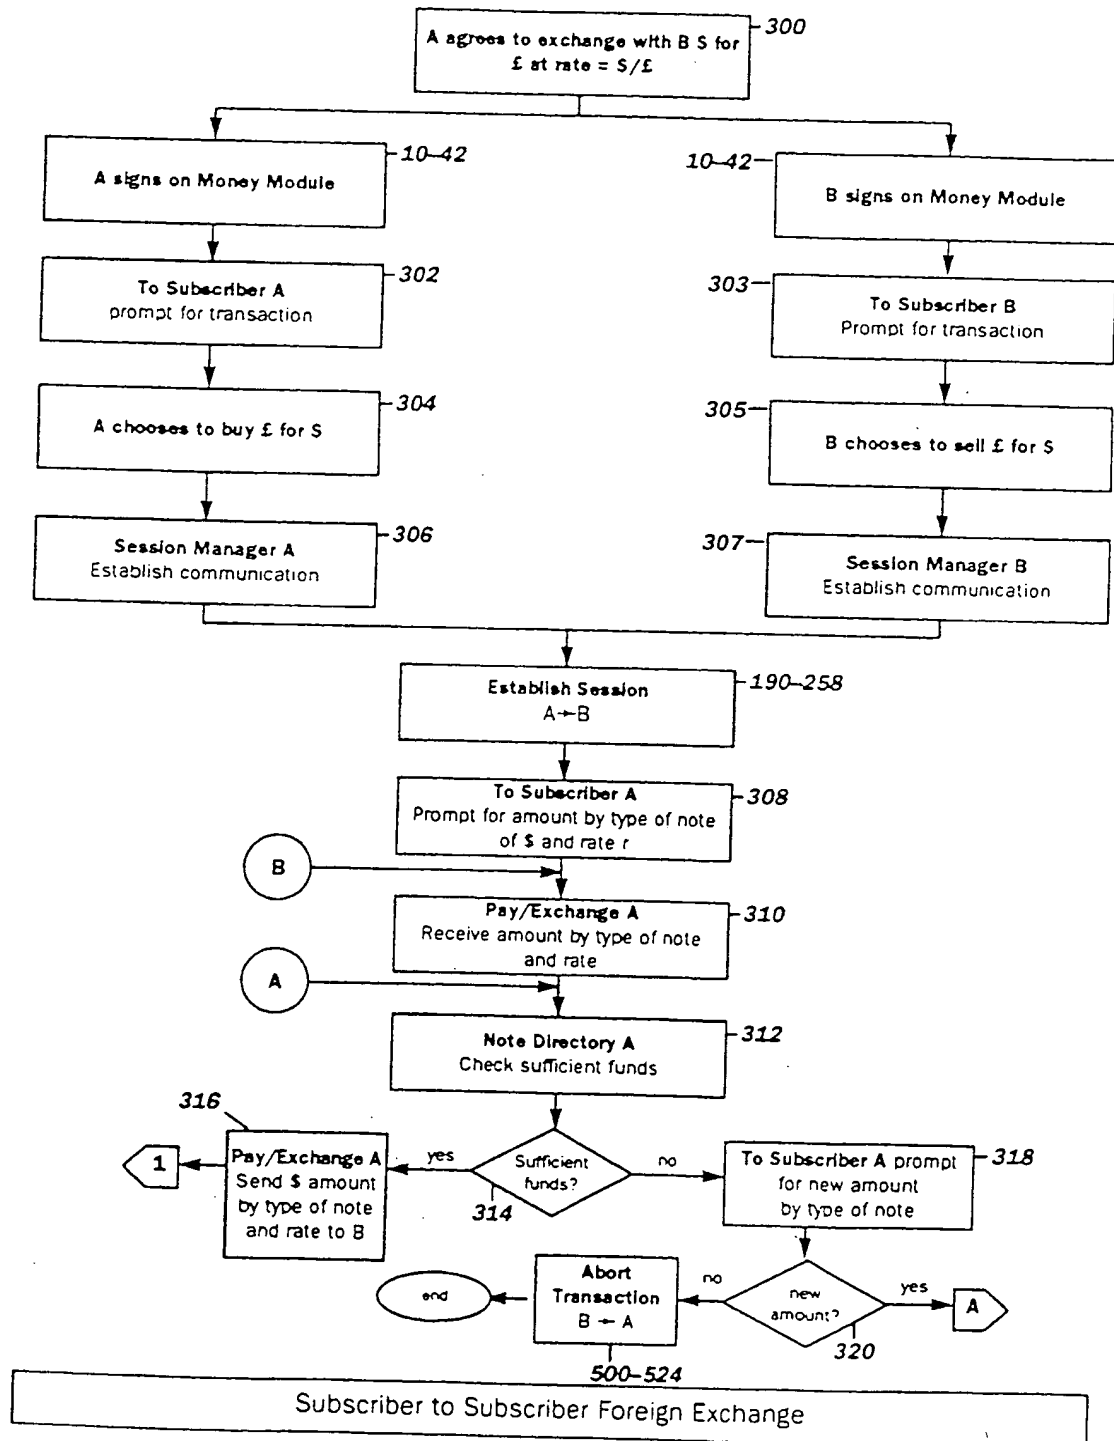 300
A agrees to exchange with B $ for
£ at rate = $/£
10-42
A signs on Money Module
10-42
B signs on Money Module
302
To Subscriber A
prompt for transaction
303
To Subscriber B
Prompt for transaction
304
A chooses to buy £ for $
305
B chooses to sell £ for $
306
Session Manager A
Establish communication
307
Session Manager B
Establish communication
190-258
Establish Session
A→B
308
To Subscriber A
Prompt for amount by type of note
of $ and rate r
B
310
Pay/Exchange A
Receive amount by type of note
and rate
A
312
Note Directory A
Check sufficient funds
316
1
Pay/Exchange A
Send $ amount
by type of note
and rate to B
yes
Sufficient
funds?
314
no
318
To Subscriber A prompt
for new amount
by type of note
end
Abort
Transaction
B ← A
500-524
no
new
amount?
320
yes
A
Subscriber to Subscriber Foreign Exchange